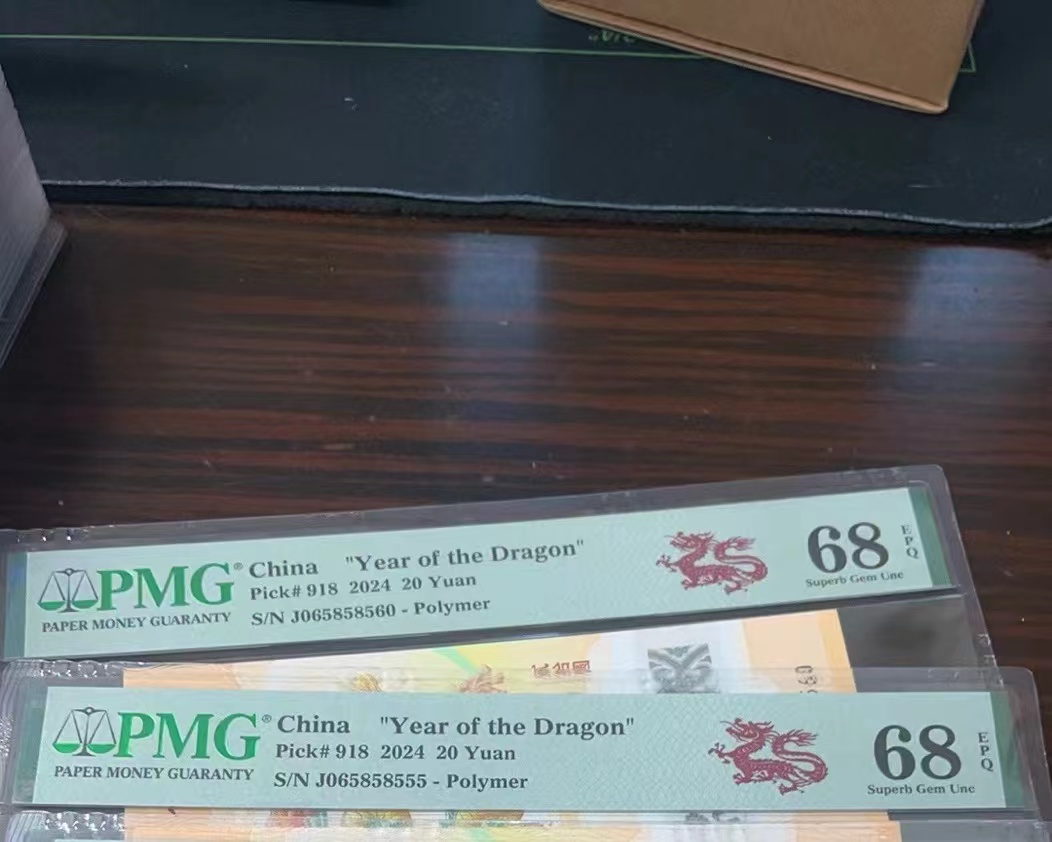 PMG®
PAPER MONEY GUARANTY
China "Year of the Dragon"
Pick# 918 2024 20 Yuan
S/N J065858560 - Polymer
68
EPQ
Superb Gem Unc
PMG®
PAPER MONEY GUARANTY
China "Year of the Dragon"
Pick# 918 2024 20 Yuan
S/N J065858555 - Polymer
68
EPQ
Superb Gem Unc